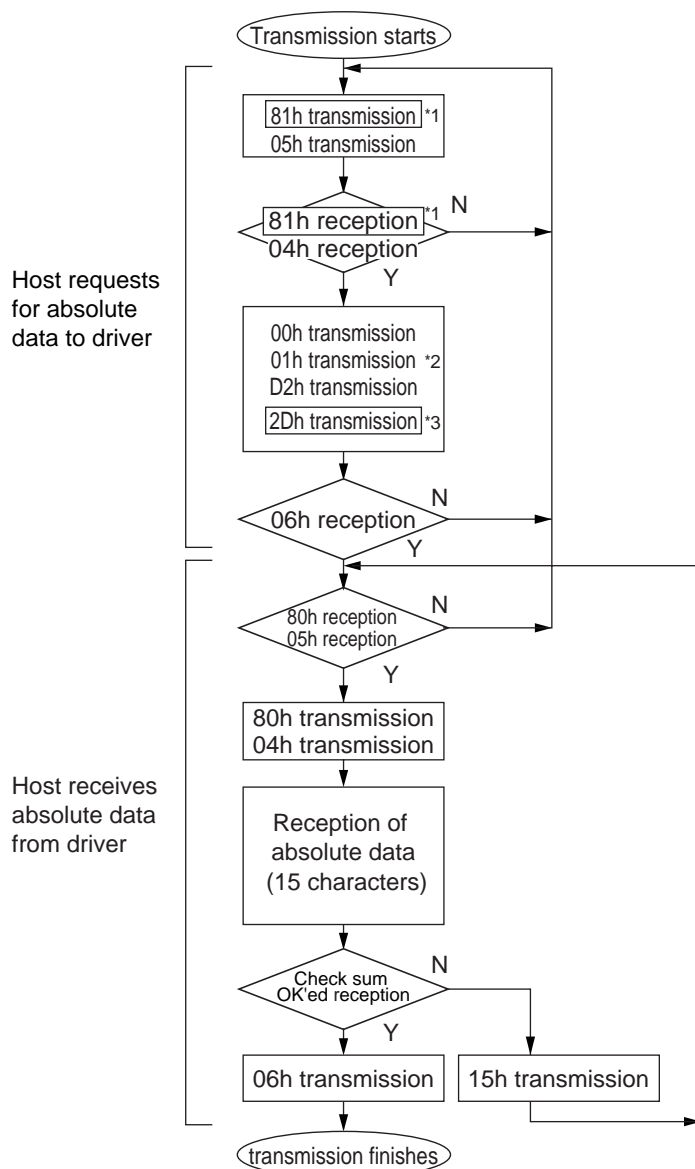 Transmission starts
81h transmission *1
05h transmission
81h reception *1
04h reception
N
Y
Host requests
for absolute
data to driver
00h transmission
01h transmission *2
D2h transmission
2Dh transmission *3
06h reception
N
Y
80h reception
05h reception
N
Y
80h transmission
04h transmission
Host receives
absolute data
from driver
Reception of
absolute data
(15 characters)
Check sum
OK'ed reception
N
Y
06h transmission
15h transmission
transmission finishes